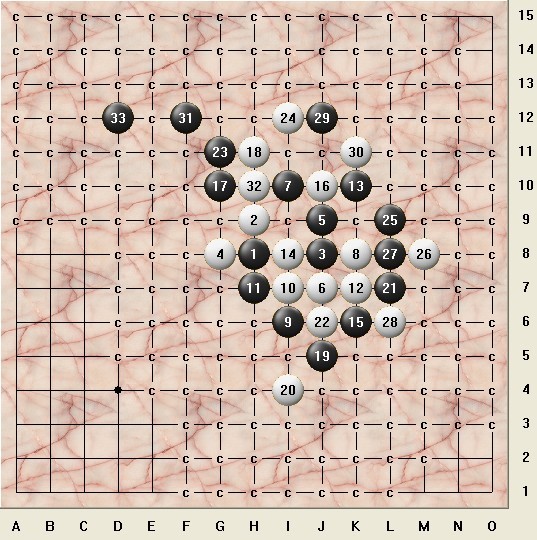 c c c c c c c c c c c c c 15
c c c c c c c c c c c c c c 14
c c c c c c c c c c c c c c c 13
c c c 33 c 31 c c 24 29 c c c c c 12
c c c c c c 23 18 c c 30 c c c c 11
c c c c c c 17 32 7 16 13 c c c c 10
c c c c c c c 2 c 5 c 25 c c c 9
c c c 4 1 14 3 8 27 26 c c 8
c c c c 11 10 6 12 21 c c c 7
c c c c c 9 22 15 28 c c c 6
c c c c c c 19 c c c c c 5
c c c c 20 c c c c c c 4
c c c c c c c c c c 3
c c c c c c c c 2
c c c c c c c 1
A B C D E F G H I J K L M N O